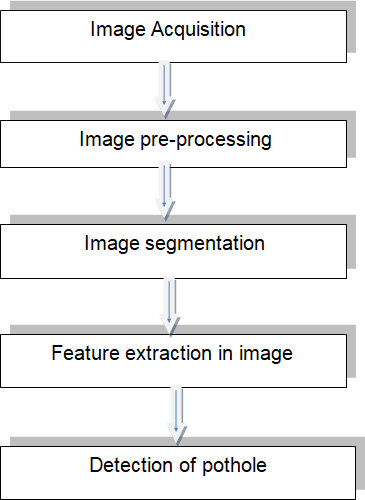 Image Acquisition
Image pre-processing
Image segmentation
Feature extraction in image
Detection of pothole